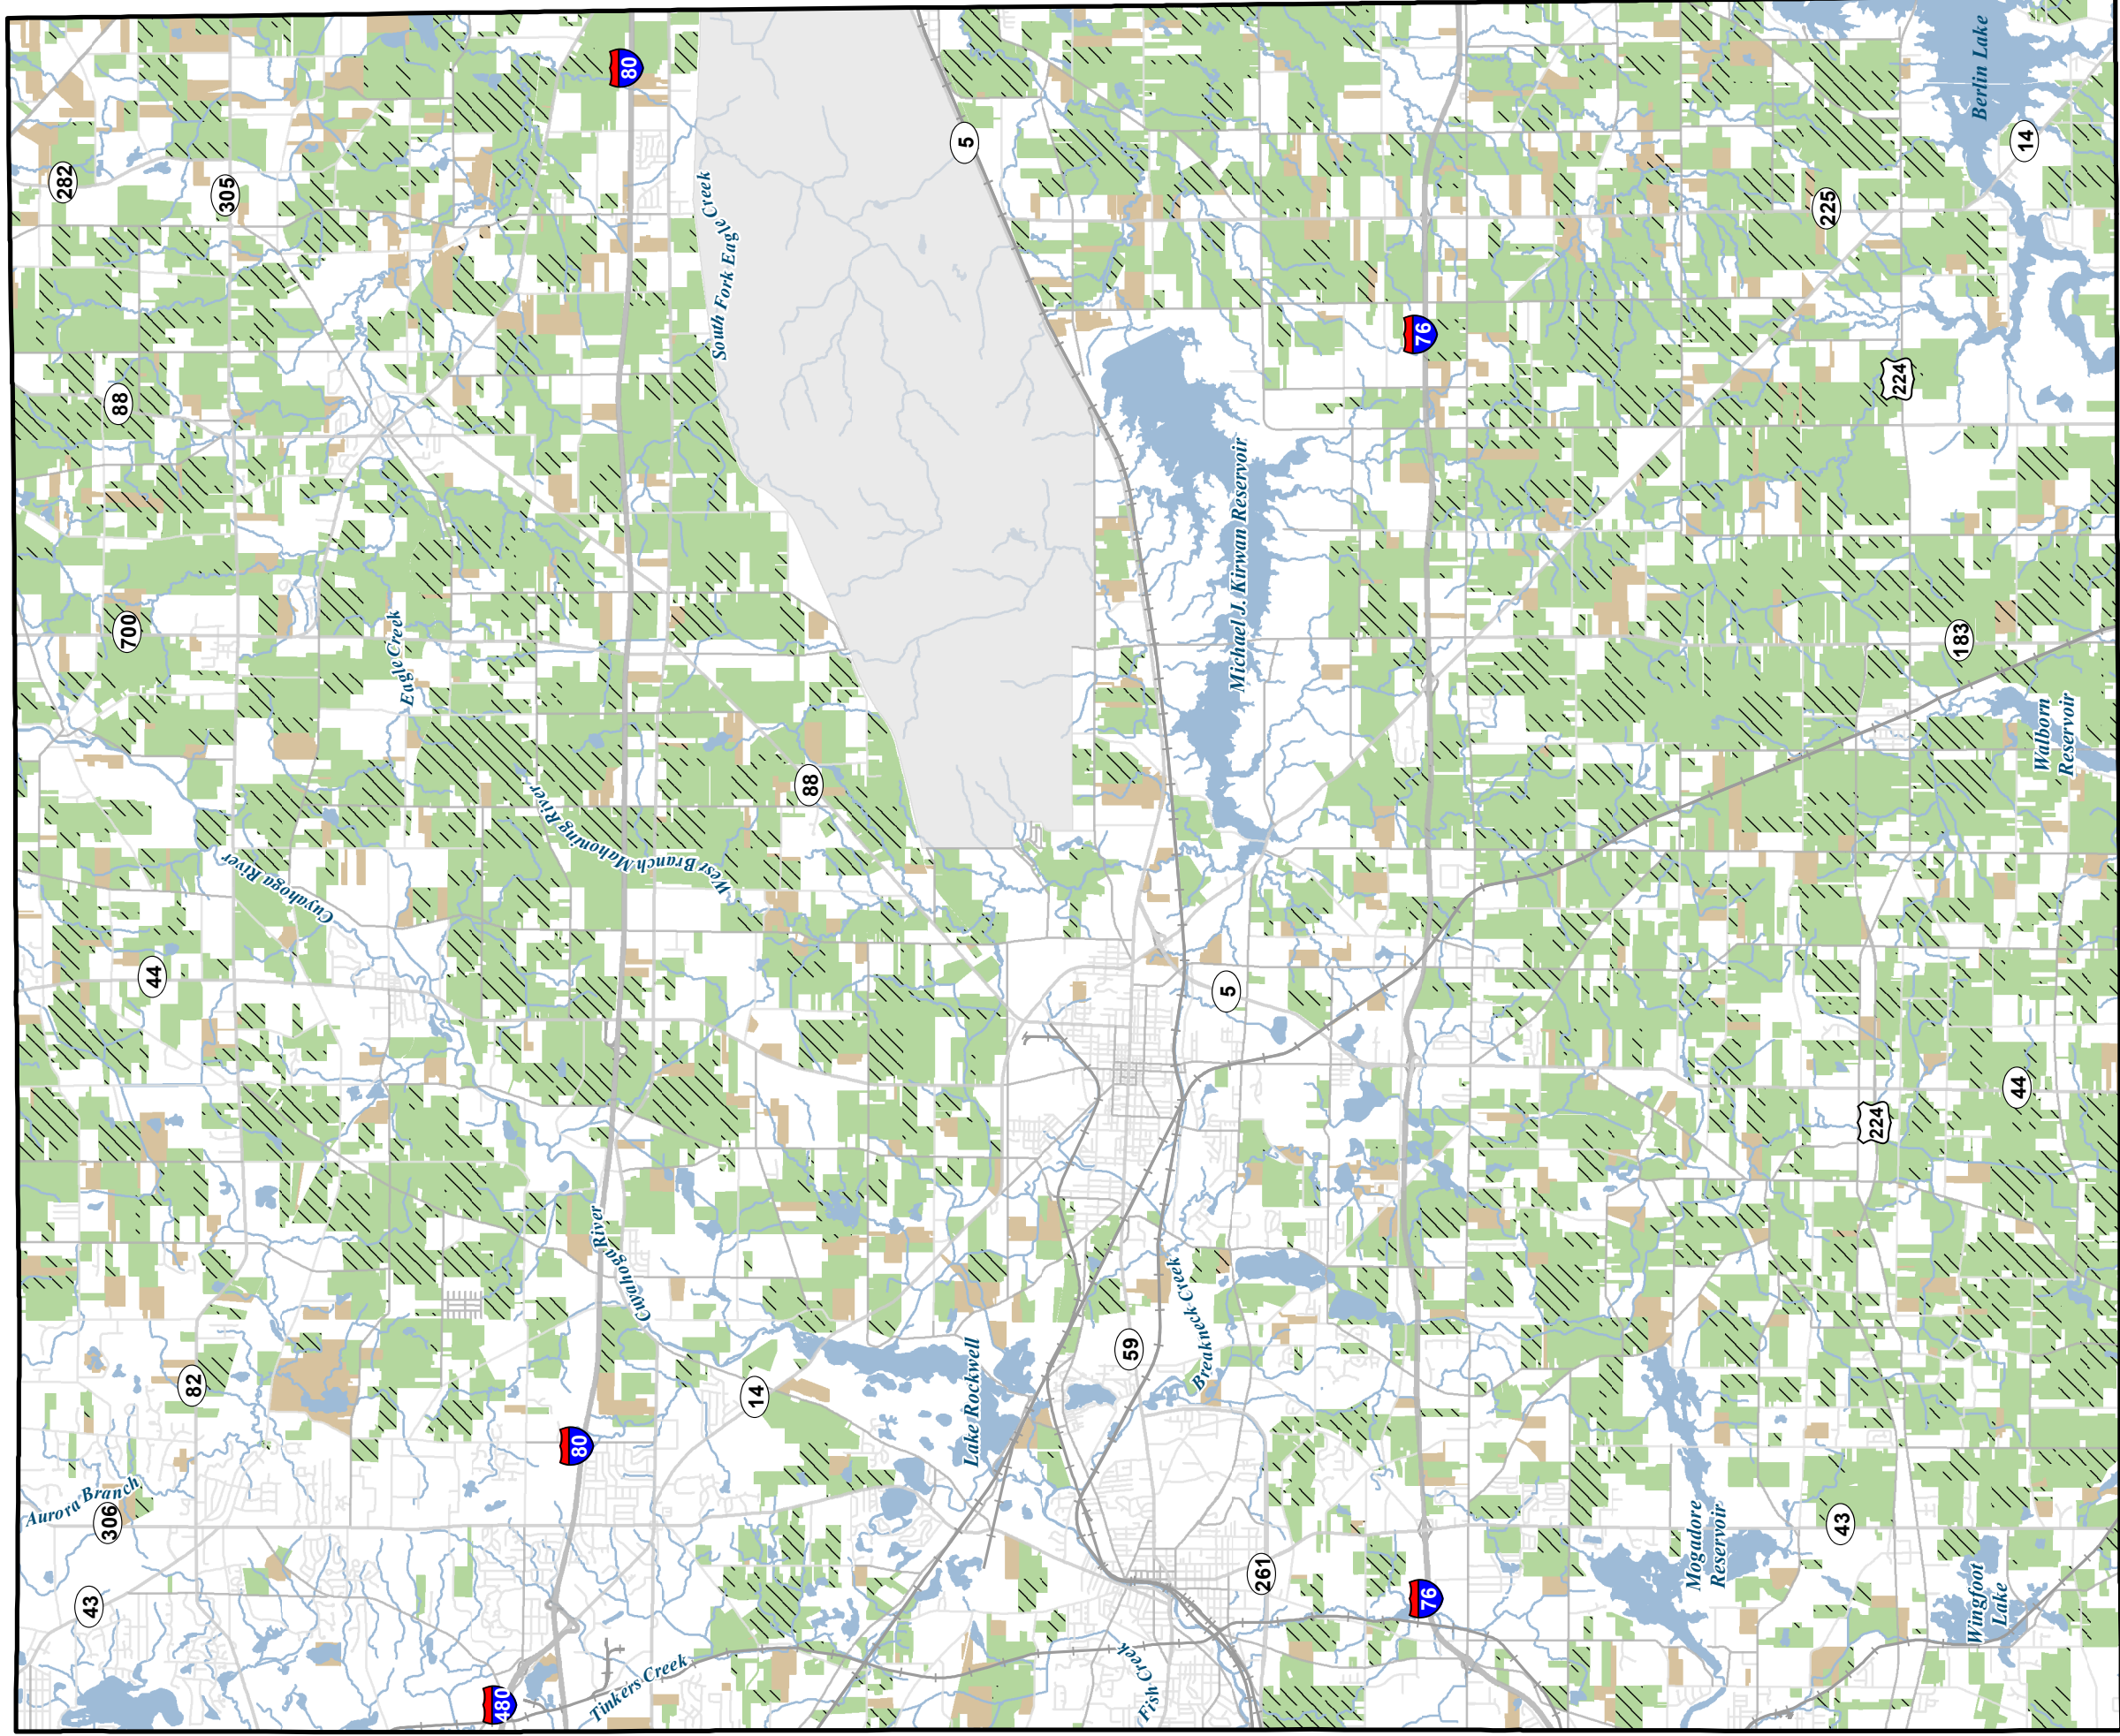 282
305
80
88
700
44
82
306
43
480
Aurora Branch
Cuyahoga River
Eagle Creek
South Fork Eagle Creek
West Branch Mahoning River
88
Cuyahoga River
80
14
Tinkers Creek
5
Michael J. Kirwan Reservoir
5
59
Lake Rockwell
Breakneck Creek
Fish Creek
261
76
76
225
14
Berlin Lake
224
183
Walborn
Reservoir
224
44
43
Mogadore
Reservoir
Wingfoot
Lake